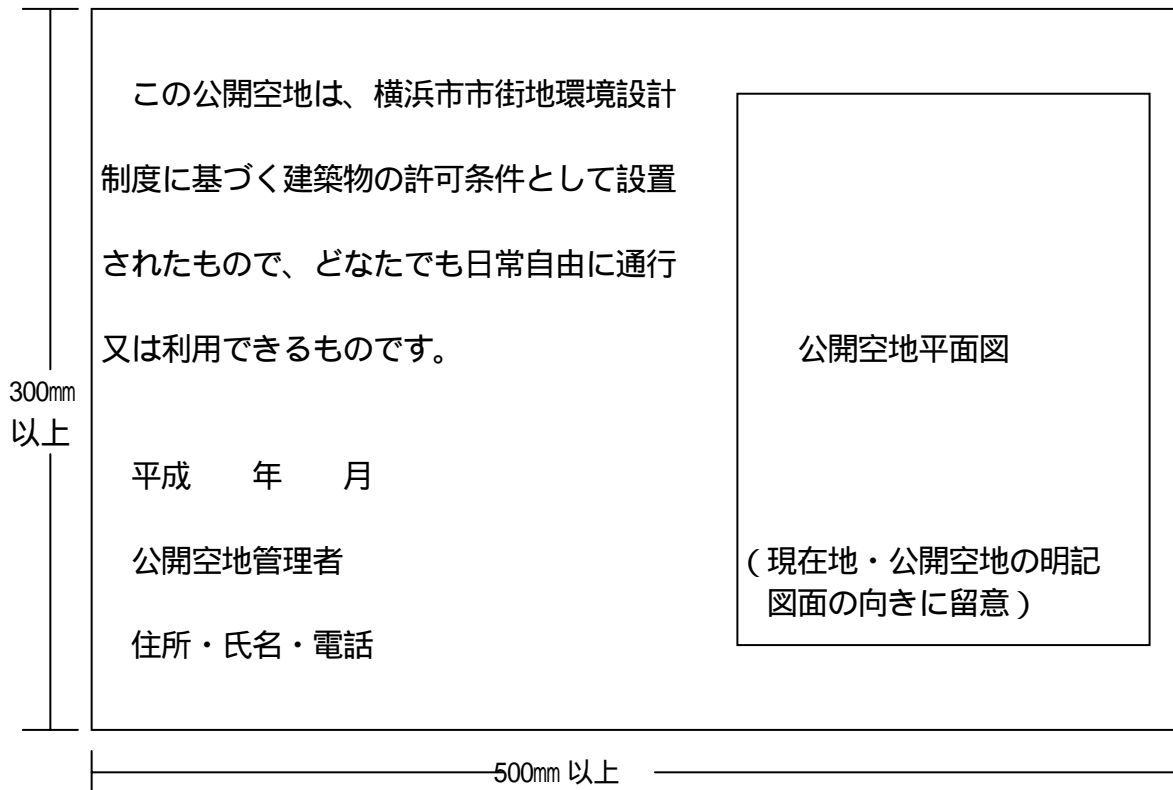 この公開空地は、横浜市市街地環境設計
制度に基づく建築物の許可条件として設置
されたもので、どなたでも日常自由に通行
又は利用できるものです。
平成　　年　　月
公開空地管理者
住所・氏名・電話
公開空地平面図
(現在地・公開空地の明記
図面の向きに留意)
300㎜
以上
500㎜ 以上